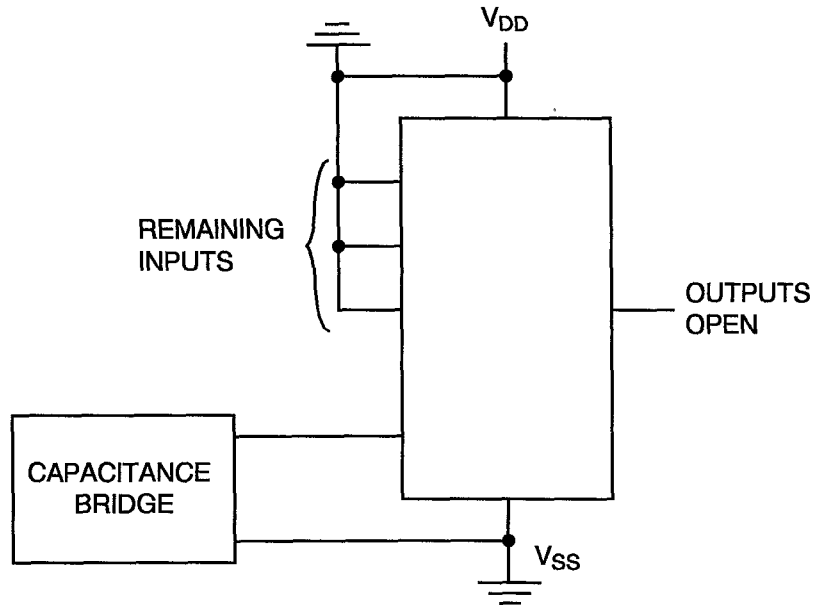 VDD
REMAINING
INPUTS
OUTPUTS
OPEN
CAPACITANCE
BRIDGE
VSS